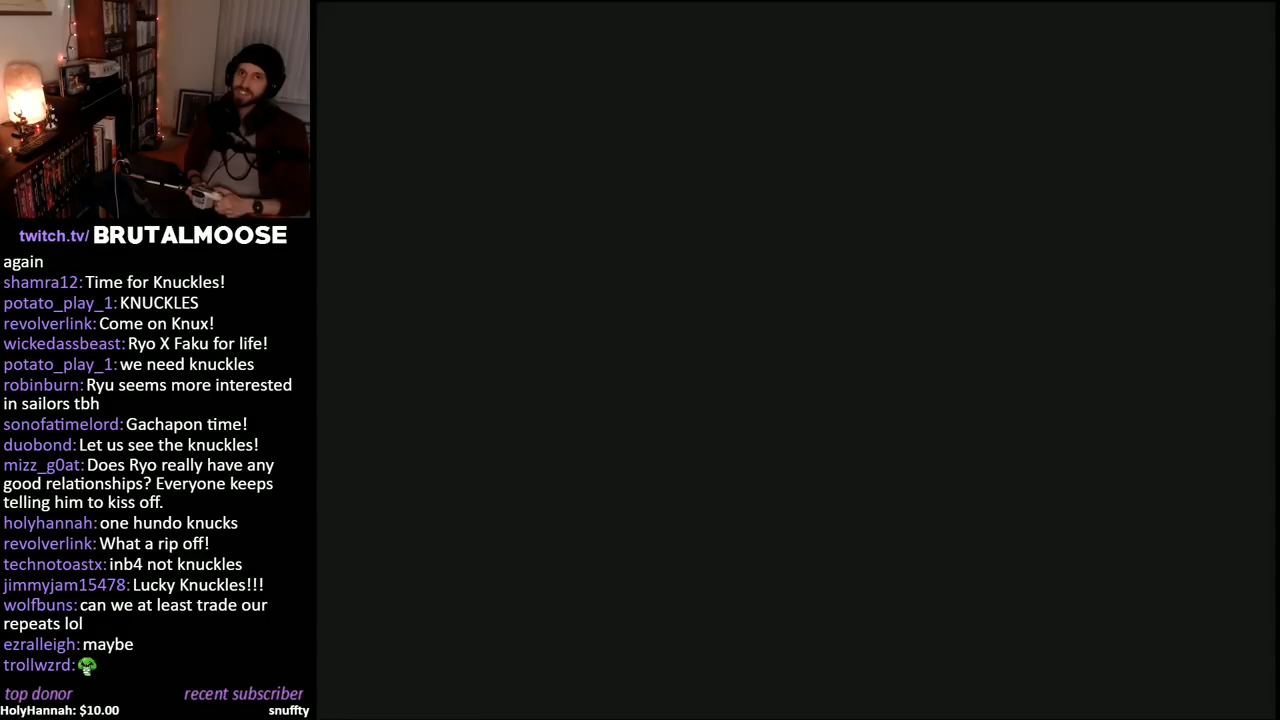 twitch.tv/ BRUTALMOOSE
again
shamra12: Time for Knuckles!
potato_play_1: KNUCKLES
revolverlink: Come on Knux!
wickedassbeast: Ryo X Faku for life!
potato_play_1: we need knuckles
robinburn: Ryu seems more interested
in sailors tbh
sonofatimelord: Gachapon time!
duobond: Let us see the knuckles!
mizz_g0at: Does Ryo really have any
good relationships? Everyone keeps
telling him to kiss off.
holyhannah: one hundo knucks
revolverlink: What a rip off!
technotoastx: inb4 not knuckles
jimmyjam15478: Lucky Knuckles!!!
wolfbuns: can we at least trade our
repeats lol
ezralleigh: maybe
trollwzrd:
top donor recent subscriber
HolyHannah: $10.00 snuffty